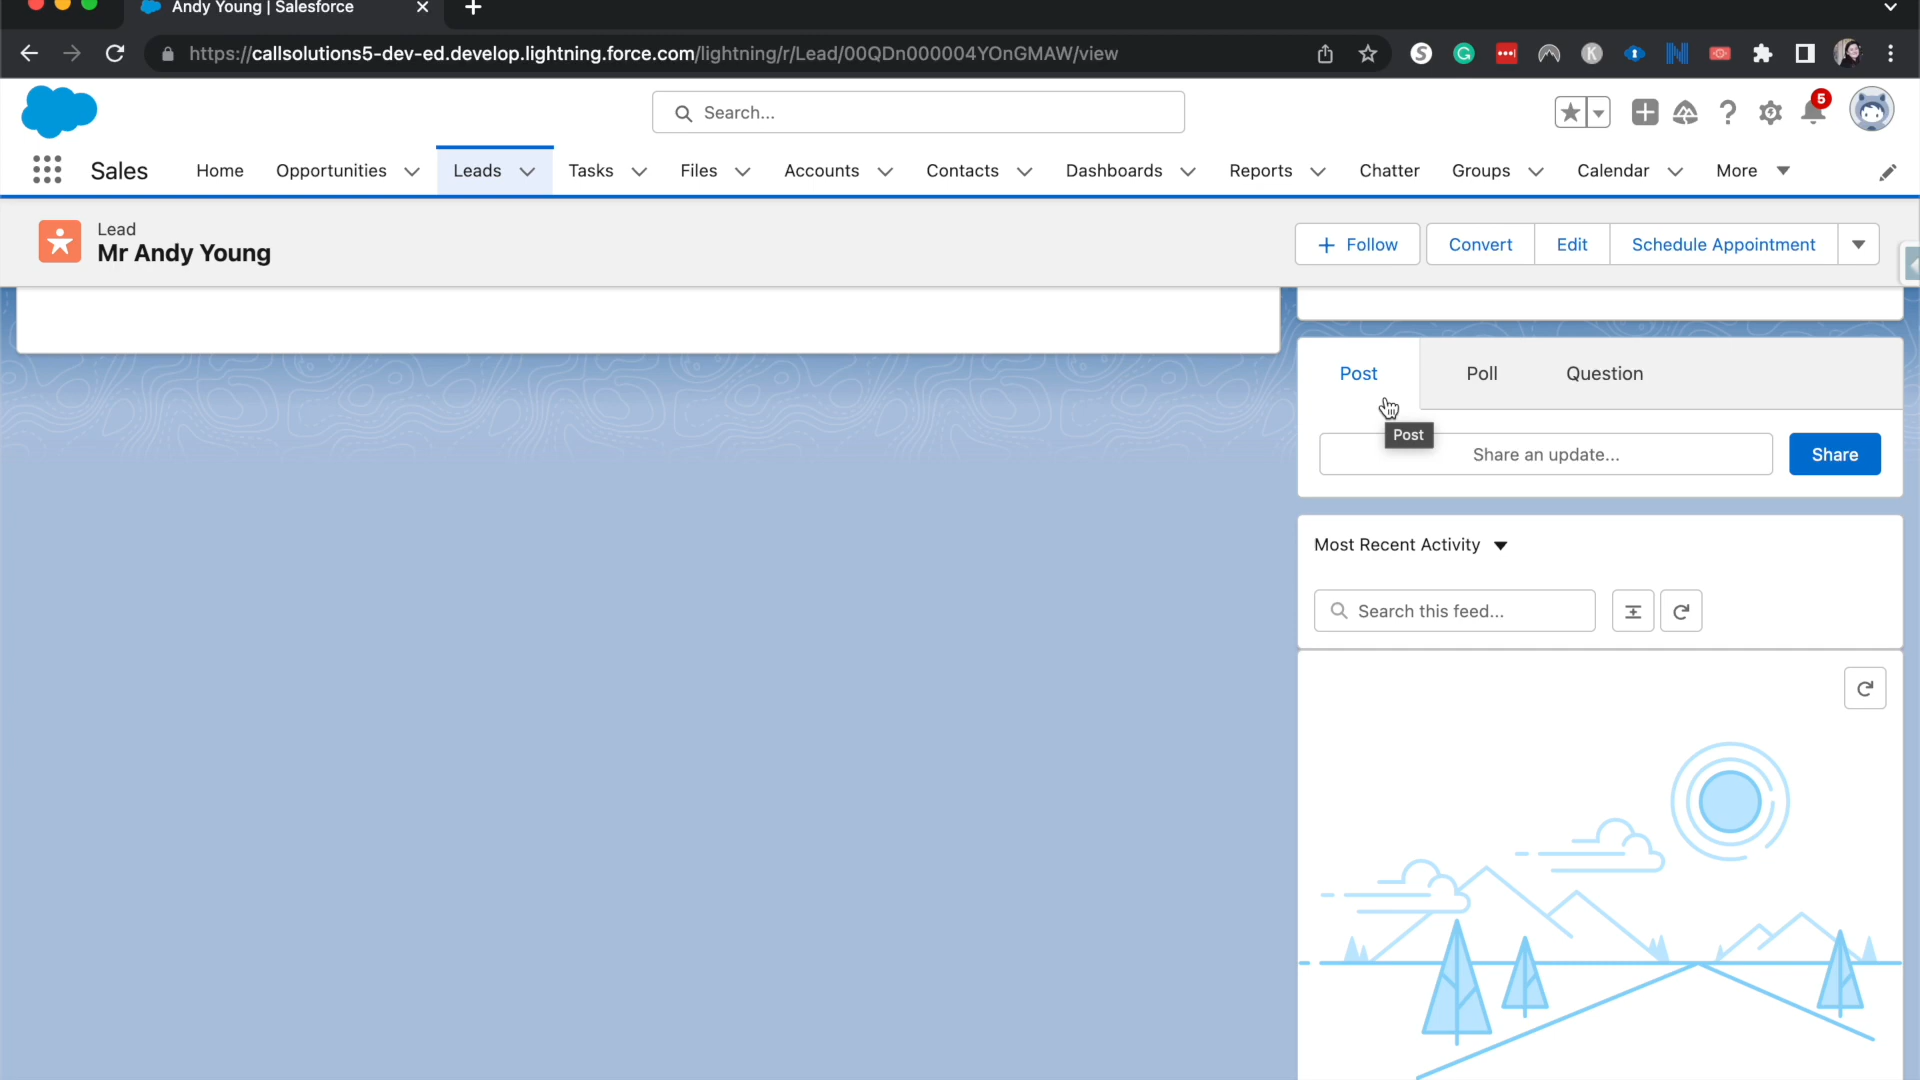 Andy Young | Salesforce
https://callsolutions5-dev-ed.develop.lightning.force.com/lightning/r/Lead/00QDn000004YOnGMAW/view
S G K N
Search...
5
Sales Home Opportunities Leads Tasks Files Accounts Contacts Dashboards Reports Chatter Groups Calendar More
Lead
Mr Andy Young
Follow Convert Edit Schedule Appointment
Post Poll Question
Post
Share an update... Share
Most Recent Activity
Search this feed...